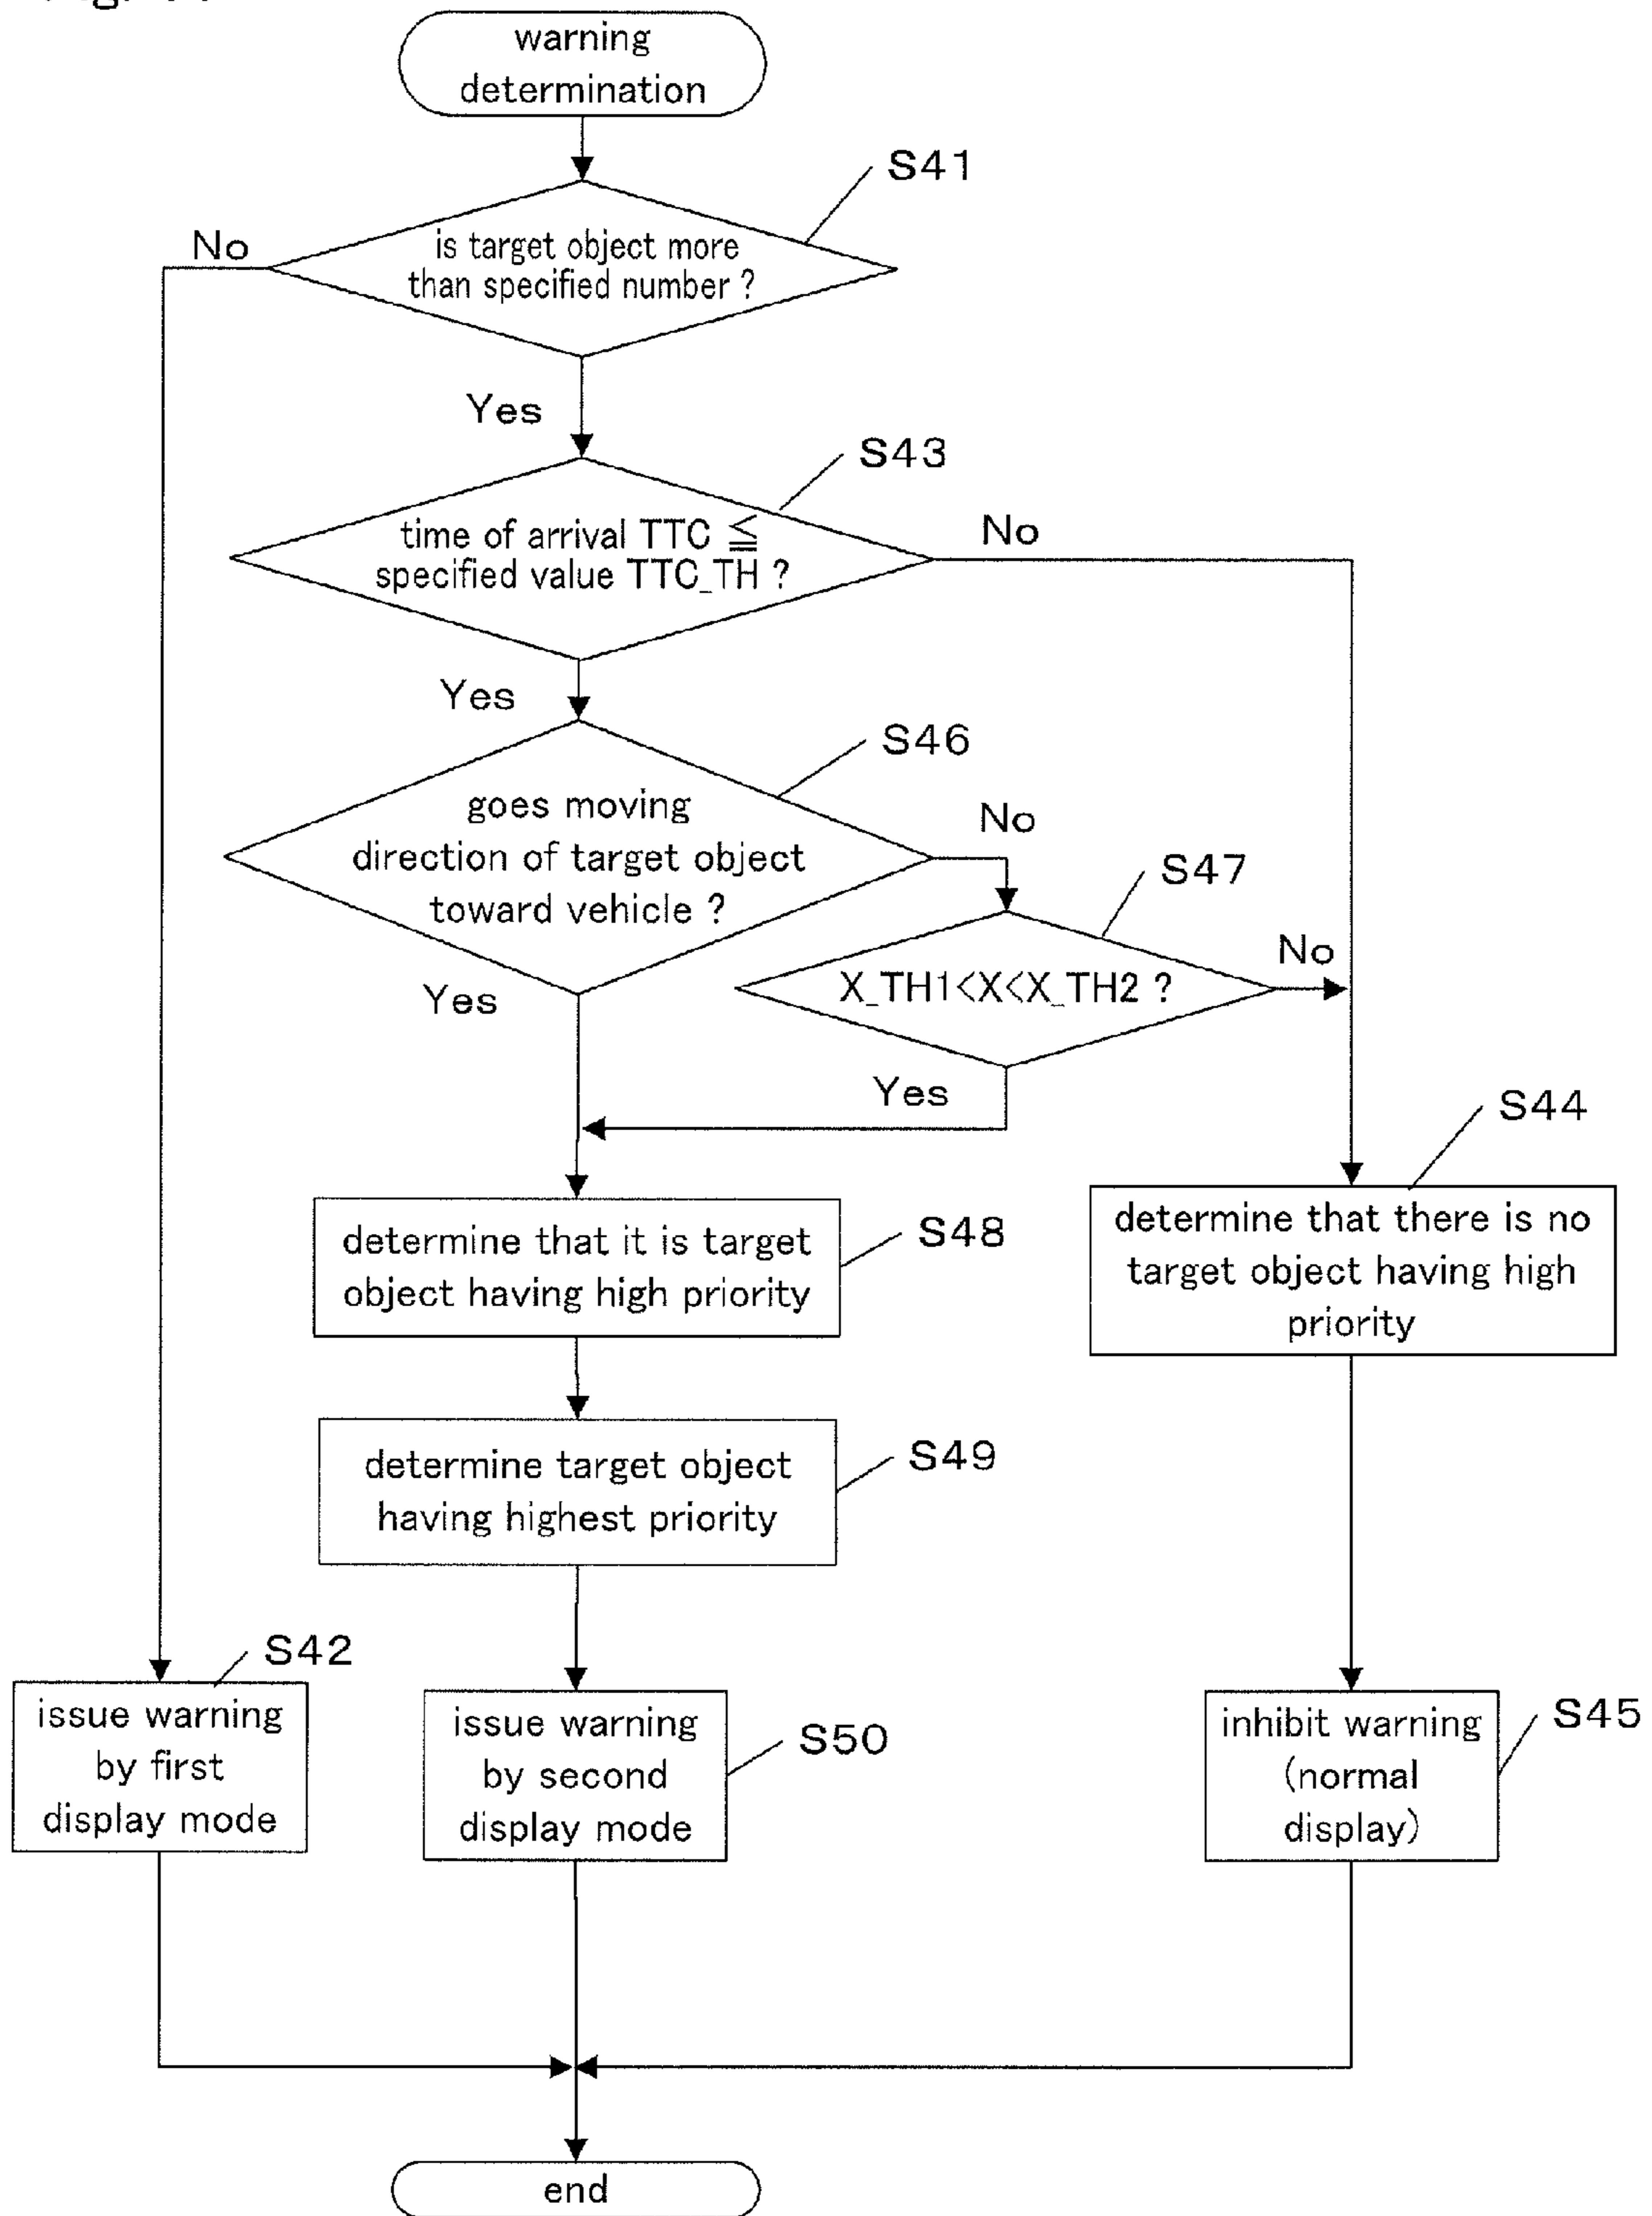 warning
determination
S41
No
is target object more
than specified number ?
Yes
S43
No
time of arrival TTC ≦
specified value TTC_TH ?
Yes
S46
No
goes moving
direction of target object
toward vehicle ?
S47
No
X_TH1<X<X_TH2 ?
Yes
Yes
S44
S48
determine that it is target
object having high priority
determine that there is no
target object having high
priority
S49
determine target object
having highest priority
S42
issue warning
by first
display mode
S50
issue warning
by second
display mode
S45
inhibit warning
(normal
display)
end